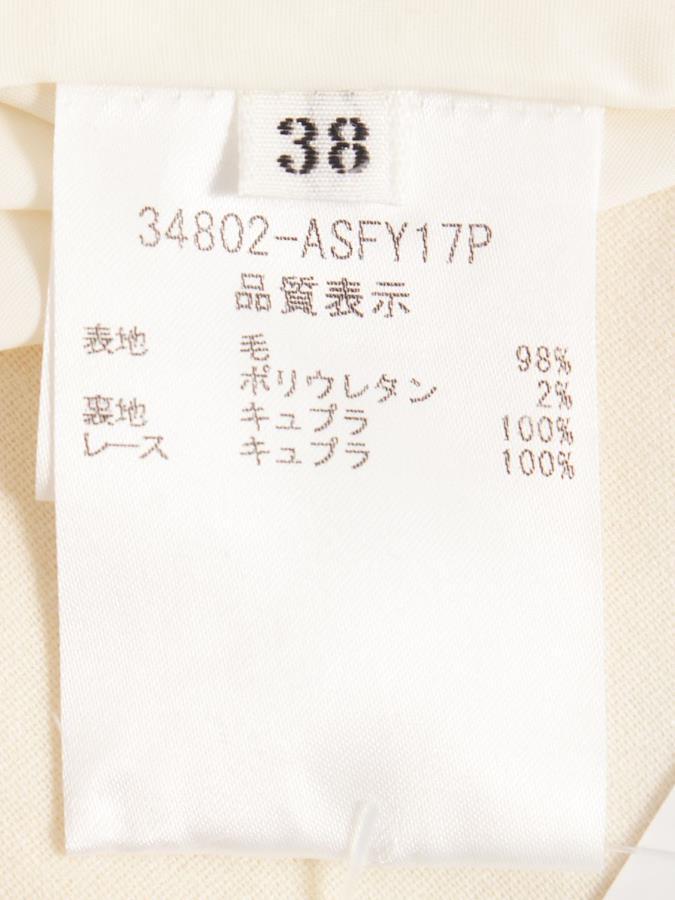 38
34802-ASFY17P
品質表示
表地 毛 98%
ポリウレタン 2%
裏地 キュプラ 100%
レース キュプラ 100%